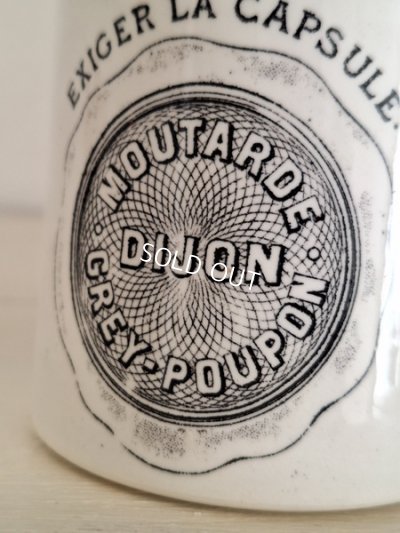 EXIGER LA CAPSULE.
MOUTARDE
DIJON
GREY-POUPON
SOLD OUT